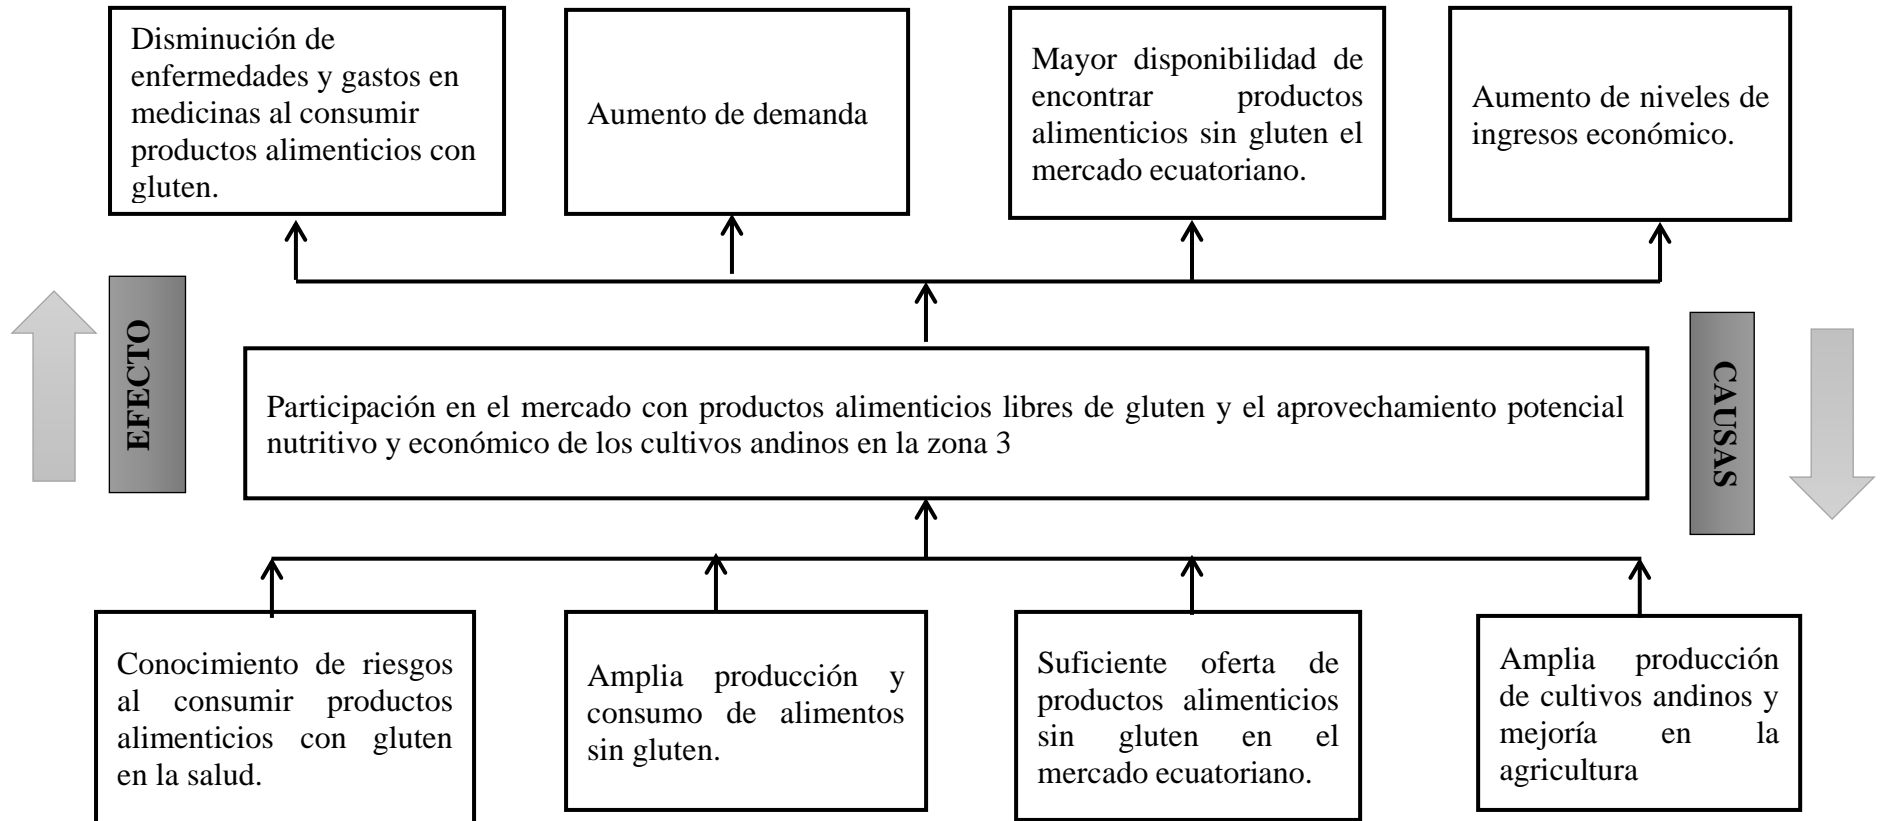 Disminución de
enfermedades y gastos en
medicinas al consumir
productos alimenticios con
gluten.
Aumento de demanda
Mayor disponibilidad de
encontrar productos
alimenticios sin gluten el
mercado ecuatoriano.
Aumento de niveles de
ingresos económico.
EFECTO
Participación en el mercado con productos alimenticios libres de gluten y el aprovechamiento potencial
nutritivo y económico de los cultivos andinos en la zona 3
CAUSAS
Conocimiento de riesgos
al consumir productos
alimenticios con gluten
en la salud.
Amplia producción y
consumo de alimentos
sin gluten.
Suficiente oferta de
productos alimenticios
sin gluten en el
mercado ecuatoriano.
Amplia producción
de cultivos andinos y
mejoría en la
agricultura